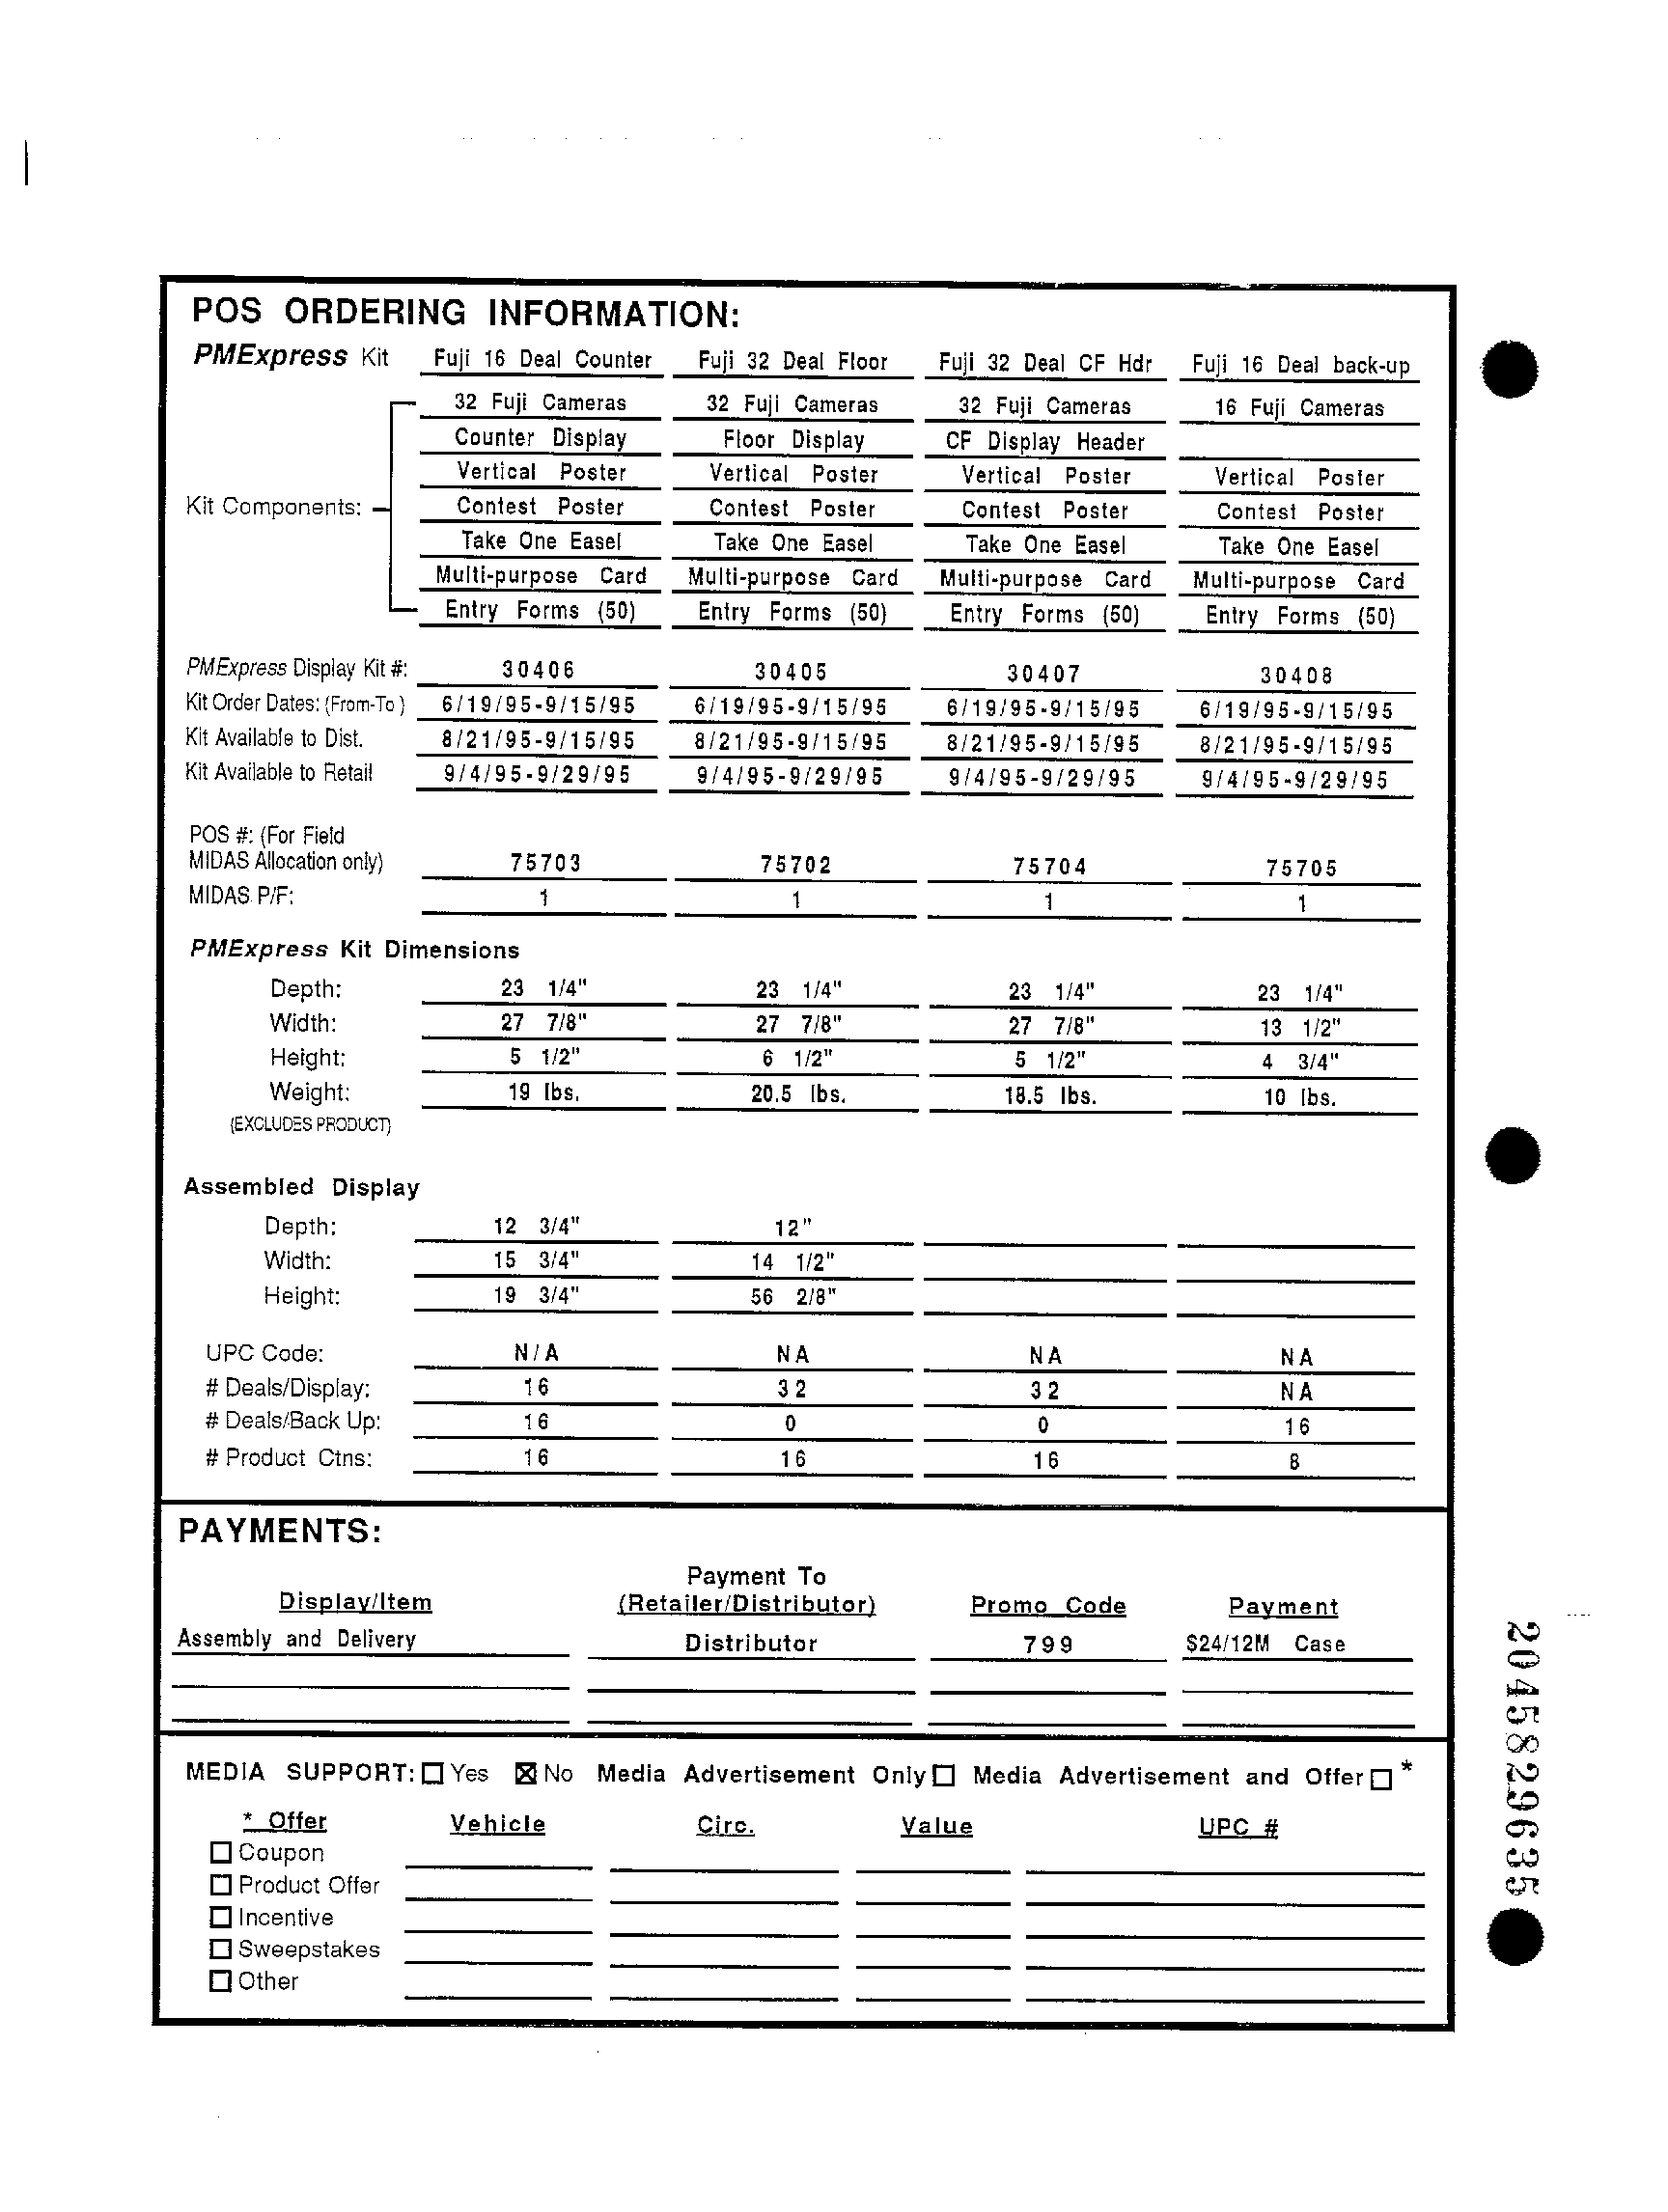 POS ORDERING INFORMATION:
PMExpress Kit Fuji 16 Deal Counter Fuji 32 Deal Floor Fuji 32 Deal CF Hdr Fuji 16 Deal back-up
32 Fuji Cameras 32 Fuji Cameras 32 Fuji Cameras 16 Fuji Cameras
Counter Display Floor Display CF Display Header
Vertical Poster Vertical Poster Vertical Poster Vertical Poster
Kit Components: Contest Poster Contest Poster Contest Poster Contest Poster
Take One Easel Take One Easel Take One Easel Take One Easel
Multi-purpose Card Multi-purpose Card Multi-purpose Card Multi-purpose Card
Entry Forms (50) Entry Forms (50) Entry Forms (50) Entry Forms (50)
PMExpress Display Kit #: 30406 30405 30407 30408
Kit Order Dates: (From-To) 6/19/95-9/15/95 6/19/95-9/15/95 6/19/95-9/15/95 6/19/95-9/15/95
Kit Available to Dist. 8/21/95-9/15/95 8/21/95-9/15/95 8/21/95-9/15/95 8/21/95-9/15/95
Kit Available to Retail 9/4/95-9/29/95 9/4/95-9/29/95 9/4/95-9/29/95 9/4/95-9/29/95
POS #: (For Field
MIDAS Allocation only) 75703 75702 75704 75705
MIDAS P/F: 1 1 1 1
PMExpress Kit Dimensions
Depth: 23 1/4" 23 1/4" 23 1/4" 23 1/4"
Width: 27 7/8" 27 7/8" 27 7/8" 13 1/2"
Height: 5 1/2" 6 1/2" 5 1/2" 4 3/4"
Weight: 19 lbs. 20.5 lbs. 18.5 lbs. 10 lbs.
(EXCLUDES PRODUCT)
Assembled Display
Depth: 12 3/4" 12"
Width: 15 3/4" 14 1/2"
Height: 19 3/4" 56 2/8"
UPC Code: N/A NA NA NA
# Deals/Display: 16 32 32 NA
# Deals/Back Up: 16 0 0 16
# Product Ctns: 16 16 16 8
PAYMENTS:
Payment To
Display/Item (Retailer/Distributor) Promo Code Payment
Assembly and Delivery Distributor 799 $24/12M Case
MEDIA SUPPORT: Yes No Media Advertisement Only Media Advertisement and Offer *
* Offer Vehicle Circ. Value UPC #
Coupon
Product Offer
Incentive
Sweepstakes
Other
2045829635